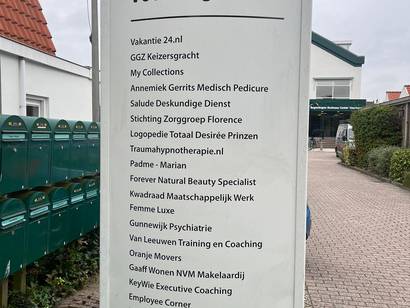 Vakantie 24.nl
GGZ Keizersgracht
My Collections
Annemiek Gerrits Medisch Pedicure
Salude Deskundige Dienst
Stichting Zorggroep Florence
Logopedie Totaal Desirée Prinzen
Traumahypnotherapie.nl
Padme - Marian
Forever Natural Beauty Specialist
Kwadraad Maatschappelijk Werk
Femme Luxe
Gunnewijk Psychiatrie
Van Leeuwen Training en Coaching
Oranje Movers
Gaaff Wonen NVM Makelaardij
KeyWie Executive Coaching
Employee Corner